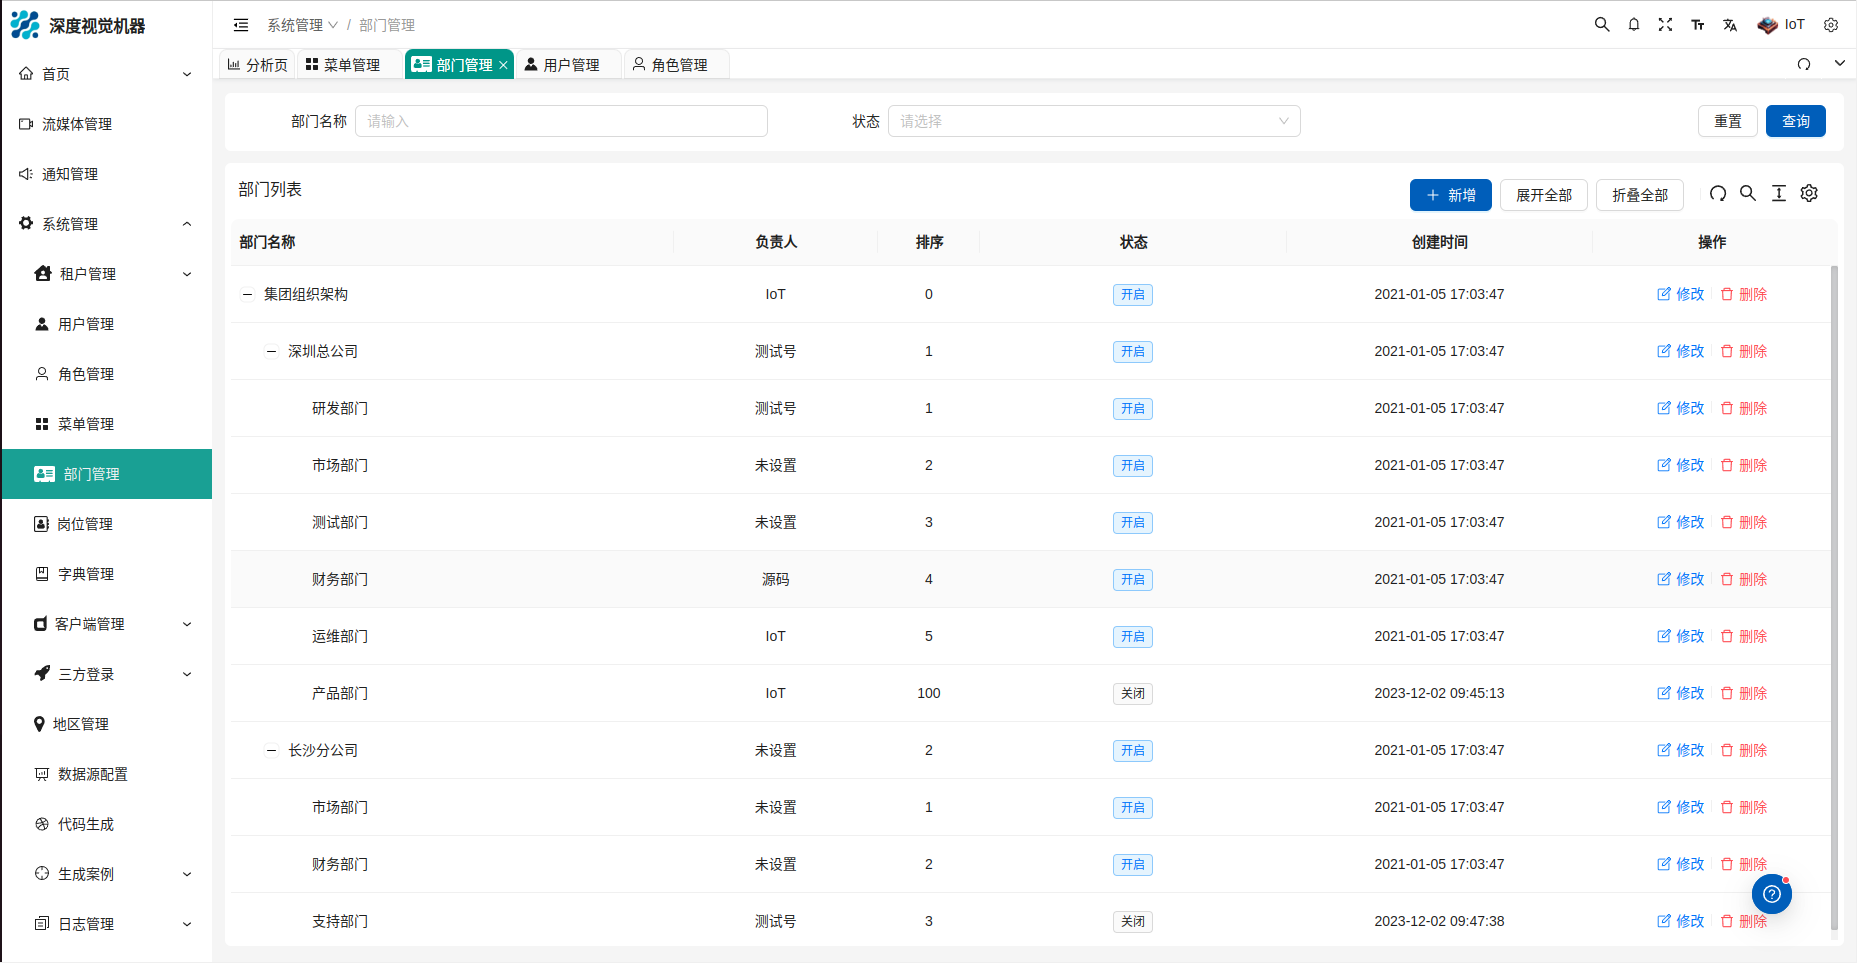 深度视觉机器
系统管理 / 部门管理
IoT
分析页 菜单管理 部门管理 用户管理 角色管理
首页
流媒体管理
通知管理
系统管理
租户管理
用户管理
角色管理
菜单管理
部门管理
岗位管理
字典管理
客户端管理
三方登录
地区管理
数据源配置
代码生成
生成案例
日志管理
部门名称 请输入 状态 请选择 重置 查询
部门列表 新增 展开全部 折叠全部
部门名称 负责人 排序 状态 创建时间 操作
集团组织架构 IoT 0 开启 2021-01-05 17:03:47 修改 删除
深圳总公司 测试号 1 开启 2021-01-05 17:03:47 修改 删除
研发部门 测试号 1 开启 2021-01-05 17:03:47 修改 删除
市场部门 未设置 2 开启 2021-01-05 17:03:47 修改 删除
测试部门 未设置 3 开启 2021-01-05 17:03:47 修改 删除
财务部门 源码 4 开启 2021-01-05 17:03:47 修改 删除
运维部门 IoT 5 开启 2021-01-05 17:03:47 修改 删除
产品部门 IoT 100 关闭 2023-12-02 09:45:13 修改 删除
长沙分公司 未设置 2 开启 2021-01-05 17:03:47 修改 删除
市场部门 未设置 1 开启 2021-01-05 17:03:47 修改 删除
财务部门 未设置 2 开启 2021-01-05 17:03:47 修改 删除
支持部门 测试号 3 关闭 2023-12-02 09:47:38 修改 删除